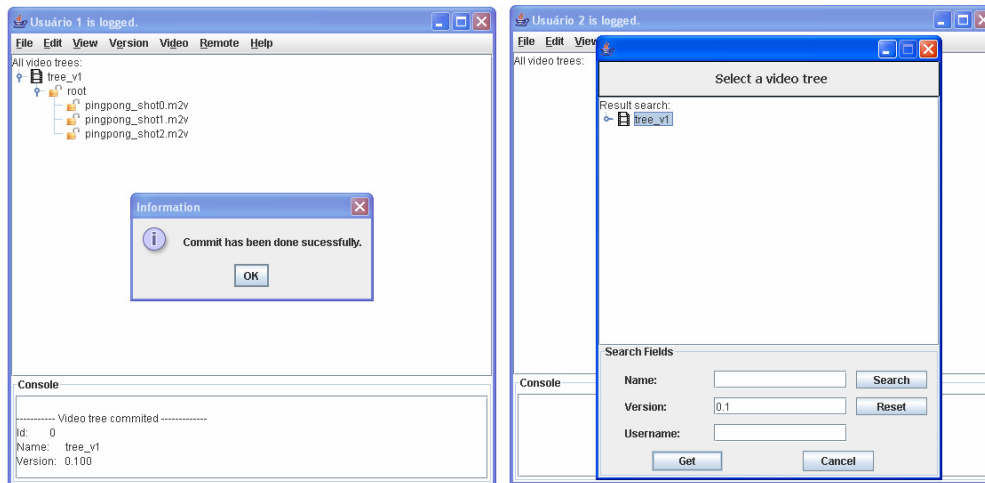 Usuário 1 is logged.
File Edit View Version Video Remote Help
All video trees:
tree_v1
root
pingpong_shot0.m2v
pingpong_shot1.m2v
pingpong_shot2.m2v
Information
Commit has been done sucessfully.
OK
Console
----------- Video tree commited -------------
Id: 0
Name: tree_v1
Version: 0.100
Usuário 2 is logged.
File Edit View
All video trees:
Console
Select a video tree
Result search:
tree_v1
Search Fields
Name: Search
Version: 0.1 Reset
Username:
Get Cancel